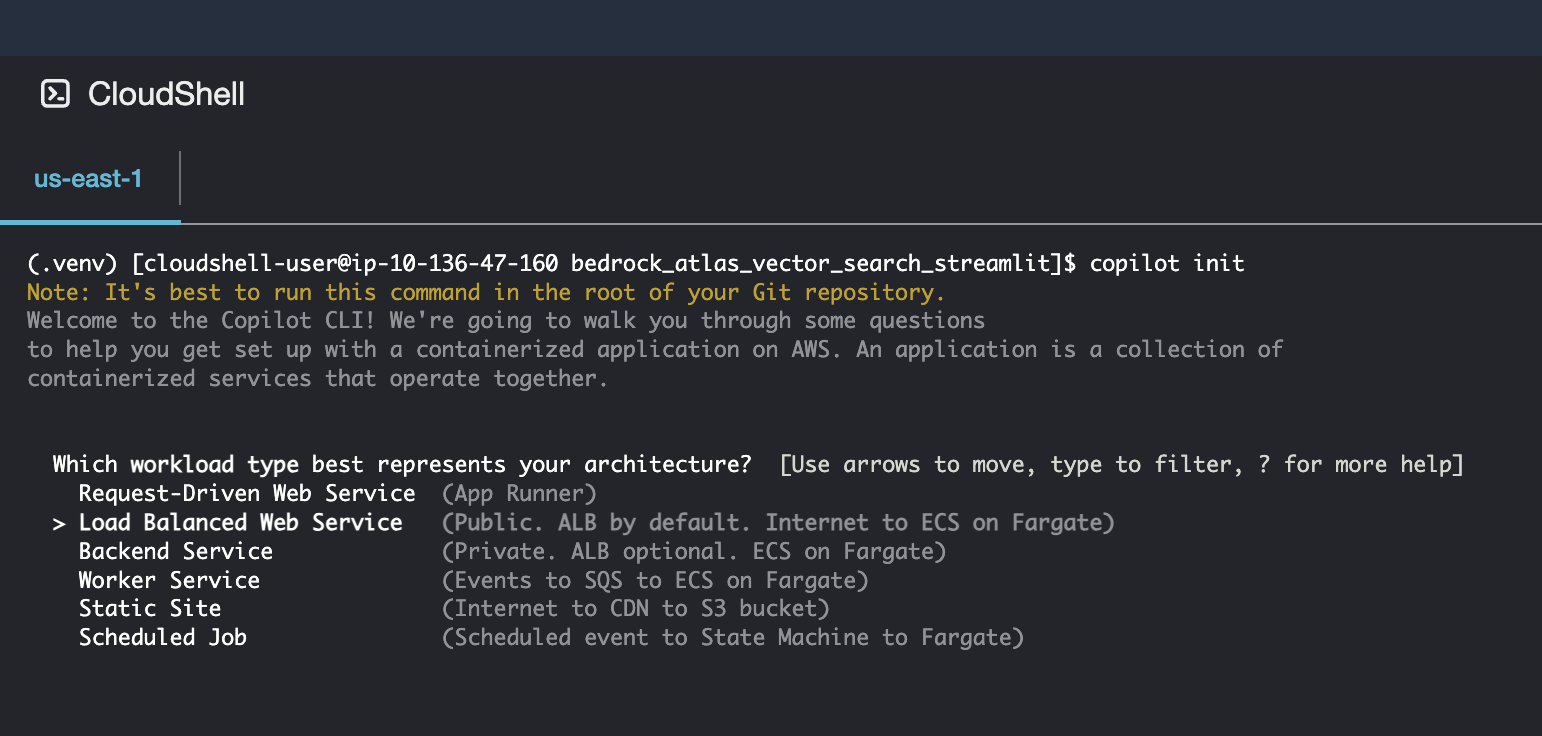 CloudShell
us-east-1
(.venv) [cloudshell-user@ip-10-136-47-160 bedrock_atlas_vector_search_streamlit]$ copilot init
Note: It's best to run this command in the root of your Git repository.
Welcome to the Copilot CLI! We're going to walk you through some questions
to help you get set up with a containerized application on AWS. An application is a collection of
containerized services that operate together.
Which workload type best represents your architecture?  [Use arrows to move, type to filter, ? for more help]
Request-Driven Web Service  (App Runner)
> Load Balanced Web Service   (Public. ALB by default. Internet to ECS on Fargate)
Backend Service             (Private. ALB optional. ECS on Fargate)
Worker Service              (Events to SQS to ECS on Fargate)
Static Site                 (Internet to CDN to S3 bucket)
Scheduled Job               (Scheduled event to State Machine to Fargate)